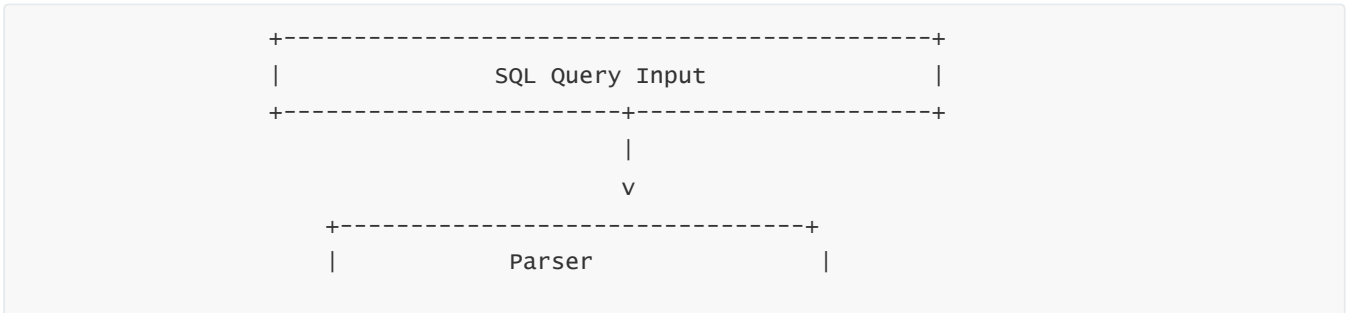 +----------------------------------------------+
|               SQL Query Input                |
+------------------------+---------------------+
                         |
                         v
    +---------------------------------+
    |            Parser                |